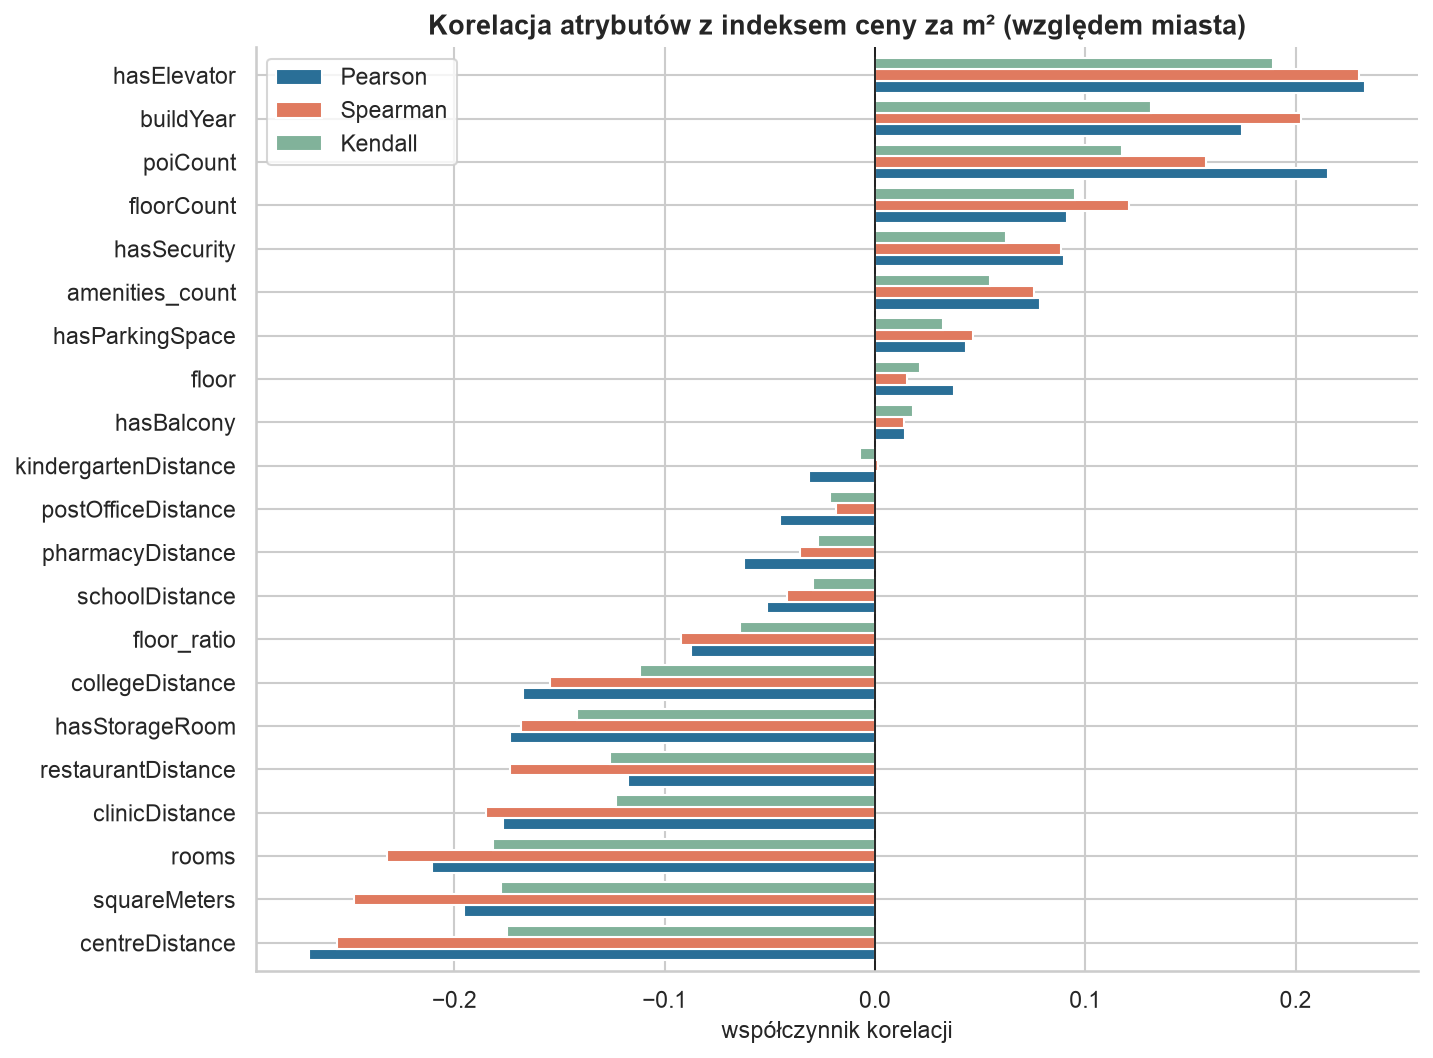 Korelacja atrybutów z indeksem ceny za m² (względem miasta)
Pearson
Spearman
Kendall
hasElevator
buildYear
poiCount
floorCount
hasSecurity
amenities_count
hasParkingSpace
floor
hasBalcony
kindergartenDistance
postOfficeDistance
pharmacyDistance
schoolDistance
floor_ratio
collegeDistance
hasStorageRoom
restaurantDistance
clinicDistance
rooms
squareMeters
centreDistance
−0.2 −0.1 0.0 0.1 0.2
współczynnik korelacji